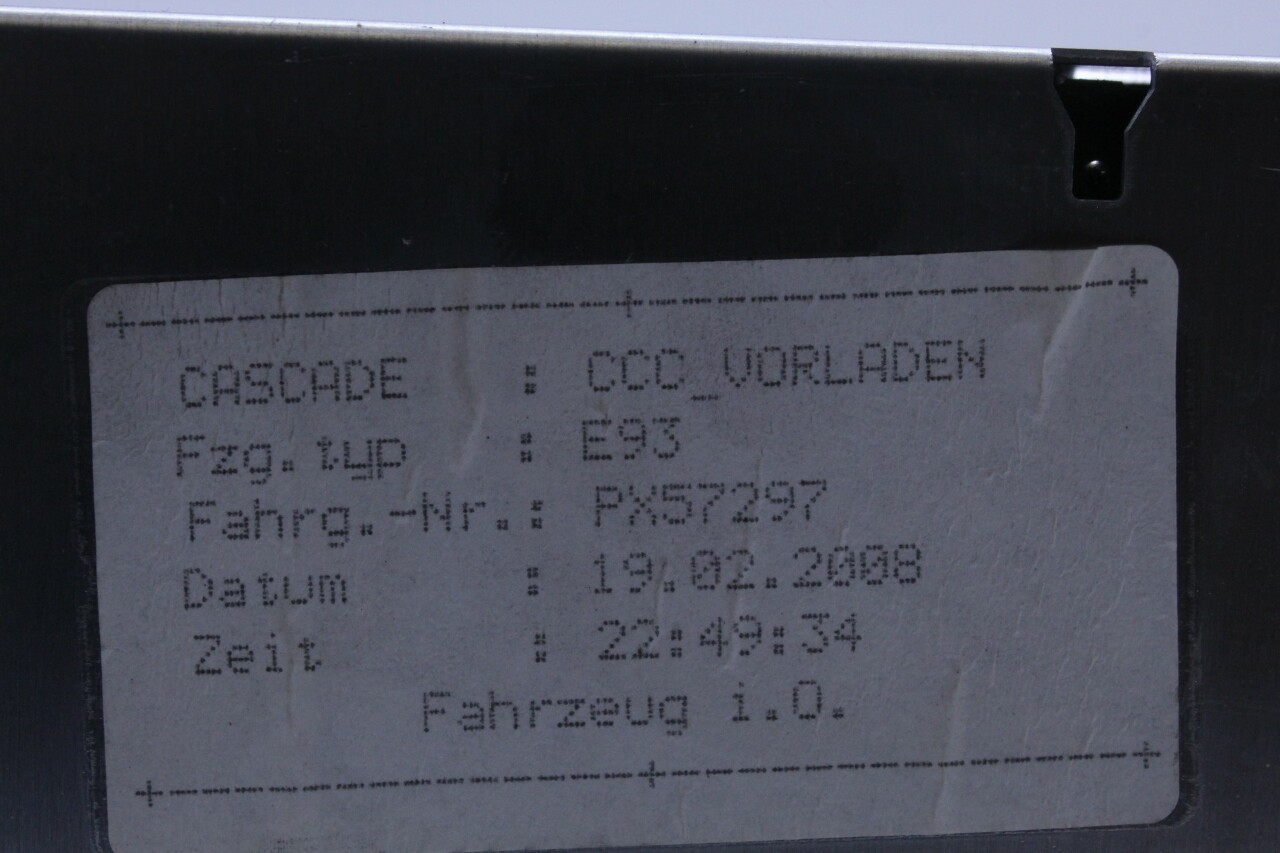 CASCADE : CCC_VORLADEN
Fzg.typ : E93
Fahrg.-Nr.: PX57297
Datum : 19.02.2008
Zeit : 22:49:34
Fahrzeug i.O.